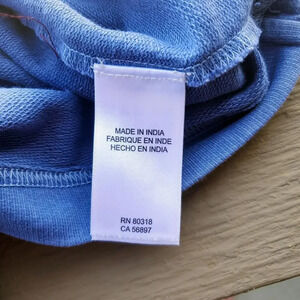 MADE IN INDIA
FABRIQUE EN INDE
HECHO EN INDIA
RN 80318
CA 56897